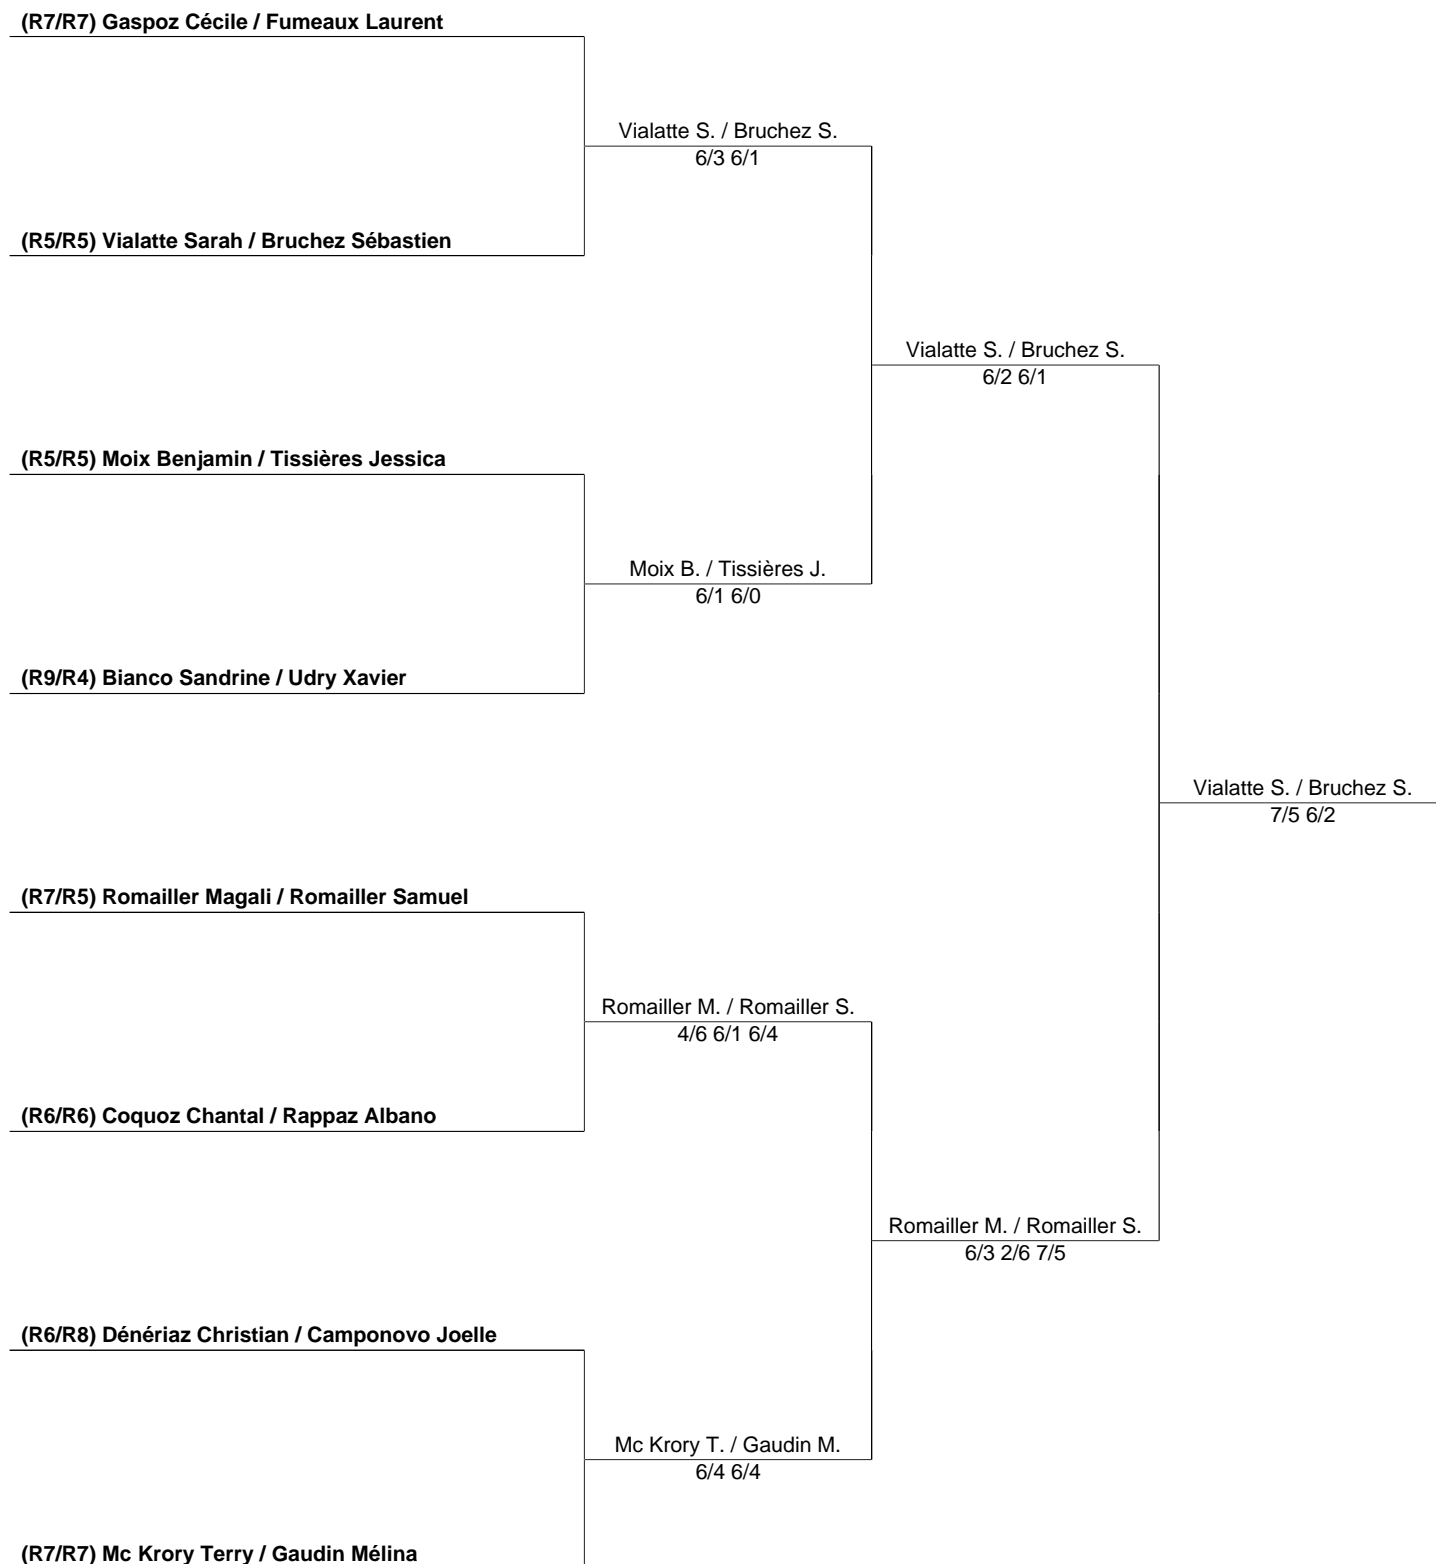 (R7/R7) Gaspoz Cécile / Fumeaux Laurent
Vialatte S. / Bruchez S.
6/3 6/1
(R5/R5) Vialatte Sarah / Bruchez Sébastien
Vialatte S. / Bruchez S.
6/2 6/1
(R5/R5) Moix Benjamin / Tissières Jessica
Moix B. / Tissières J.
6/1 6/0
(R9/R4) Bianco Sandrine / Udry Xavier
Vialatte S. / Bruchez S.
7/5 6/2
(R7/R5) Romailler Magali / Romailler Samuel
Romailler M. / Romailler S.
4/6 6/1 6/4
(R6/R6) Coquoz Chantal / Rappaz Albano
Romailler M. / Romailler S.
6/3 2/6 7/5
(R6/R8) Dénériaz Christian / Camponovo Joelle
Mc Krory T. / Gaudin M.
6/4 6/4
(R7/R7) Mc Krory Terry / Gaudin Mélina